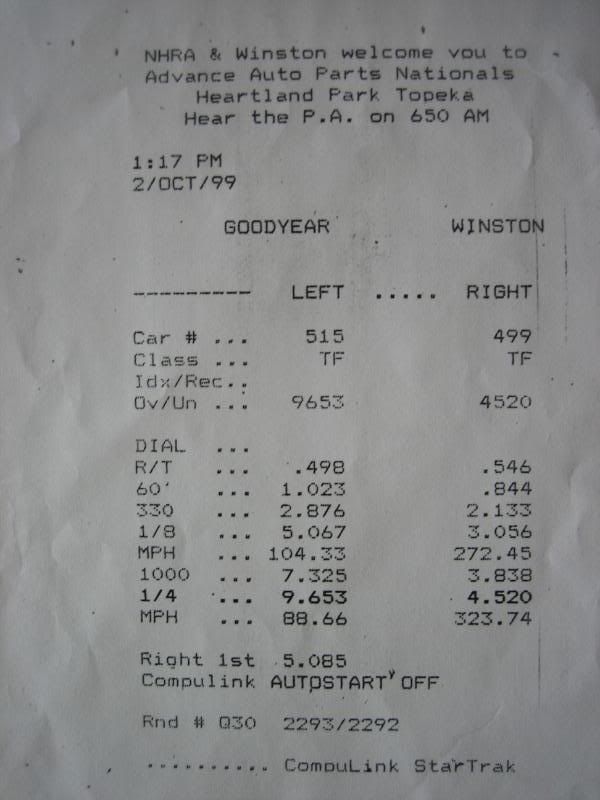 NHRA & Winston welcome you to
Advance Auto Parts Nationals
Heartland Park Topeka
Hear the P.A. on 650 AM
1:17 PM
2/OCT/99
GOODYEAR WINSTON
--------- LEFT ..... RIGHT
Car # ... 515 499
Class ... TF TF
Idx/Rec..
Ov/Un ... 9653 4520
DIAL ...
R/T ... .498 .546
60' ... 1.023 .844
330 ... 2.876 2.133
1/8 ... 5.067 3.056
MPH ... 104.33 272.45
1000 ... 7.325 3.838
1/4 ... 9.653 4.520
MPH ... 88.66 323.74
Right 1st 5.085
Compulink AUTOSTART OFF
Rnd # Q30 2293/2292
.......... CompuLink StarTrak